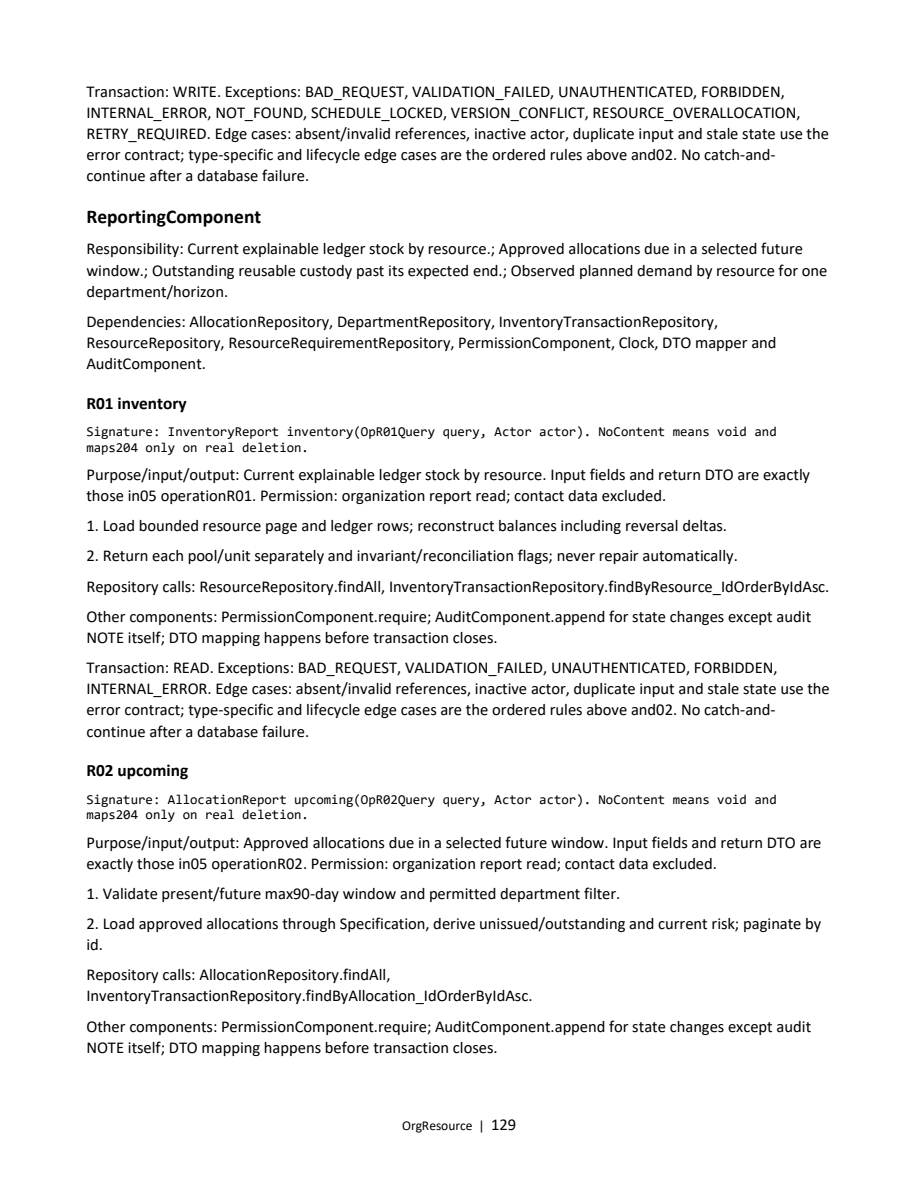 Transaction: WRITE. Exceptions: BAD_REQUEST, VALIDATION_FAILED, UNAUTHENTICATED, FORBIDDEN,
INTERNAL_ERROR, NOT_FOUND, SCHEDULE_LOCKED, VERSION_CONFLICT, RESOURCE_OVERALLOCATION,
RETRY_REQUIRED. Edge cases: absent/invalid references, inactive actor, duplicate input and stale state use the
error contract; type-specific and lifecycle edge cases are the ordered rules above and02. No catch-and-
continue after a database failure.
ReportingComponent
Responsibility: Current explainable ledger stock by resource.; Approved allocations due in a selected future
window.; Outstanding reusable custody past its expected end.; Observed planned demand by resource for one
department/horizon.
Dependencies: AllocationRepository, DepartmentRepository, InventoryTransactionRepository,
ResourceRepository, ResourceRequirementRepository, PermissionComponent, Clock, DTO mapper and
AuditComponent.
R01 inventory
Signature: InventoryReport inventory(OpR01Query query, Actor actor). NoContent means void and
maps204 only on real deletion.
Purpose/input/output: Current explainable ledger stock by resource. Input fields and return DTO are exactly
those in05 operationR01. Permission: organization report read; contact data excluded.
1. Load bounded resource page and ledger rows; reconstruct balances including reversal deltas.
2. Return each pool/unit separately and invariant/reconciliation flags; never repair automatically.
Repository calls: ResourceRepository.findAll, InventoryTransactionRepository.findByResource_IdOrderByIdAsc.
Other components: PermissionComponent.require; AuditComponent.append for state changes except audit
NOTE itself; DTO mapping happens before transaction closes.
Transaction: READ. Exceptions: BAD_REQUEST, VALIDATION_FAILED, UNAUTHENTICATED, FORBIDDEN,
INTERNAL_ERROR. Edge cases: absent/invalid references, inactive actor, duplicate input and stale state use the
error contract; type-specific and lifecycle edge cases are the ordered rules above and02. No catch-and-
continue after a database failure.
R02 upcoming
Signature: AllocationReport upcoming(OpR02Query query, Actor actor). NoContent means void and
maps204 only on real deletion.
Purpose/input/output: Approved allocations due in a selected future window. Input fields and return DTO are
exactly those in05 operationR02. Permission: organization report read; contact data excluded.
1. Validate present/future max90-day window and permitted department filter.
2. Load approved allocations through Specification, derive unissued/outstanding and current risk; paginate by
id.
Repository calls: AllocationRepository.findAll,
InventoryTransactionRepository.findByAllocation_IdOrderByIdAsc.
Other components: PermissionComponent.require; AuditComponent.append for state changes except audit
NOTE itself; DTO mapping happens before transaction closes.
OrgResource | 129